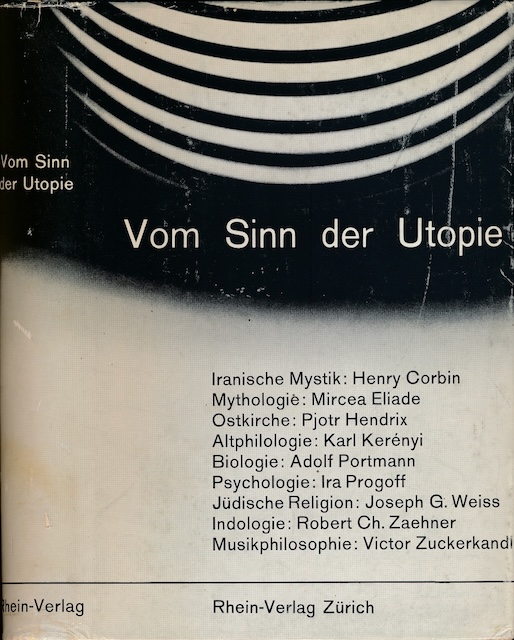 Vom Sinn
der Utopie
Vom Sinn der Utopie
Iranische Mystik: Henry Corbin
Mythologie: Mircea Eliade
Ostkirche: Pjotr Hendrix
Altphilologie: Karl Kerényi
Biologie: Adolf Portmann
Psychologie: Ira Progoff
Jüdische Religion: Joseph G. Weiss
Indologie: Robert Ch. Zaehner
Musikphilosophie: Victor Zuckerkandl
Rhein-Verlag
Rhein-Verlag Zürich